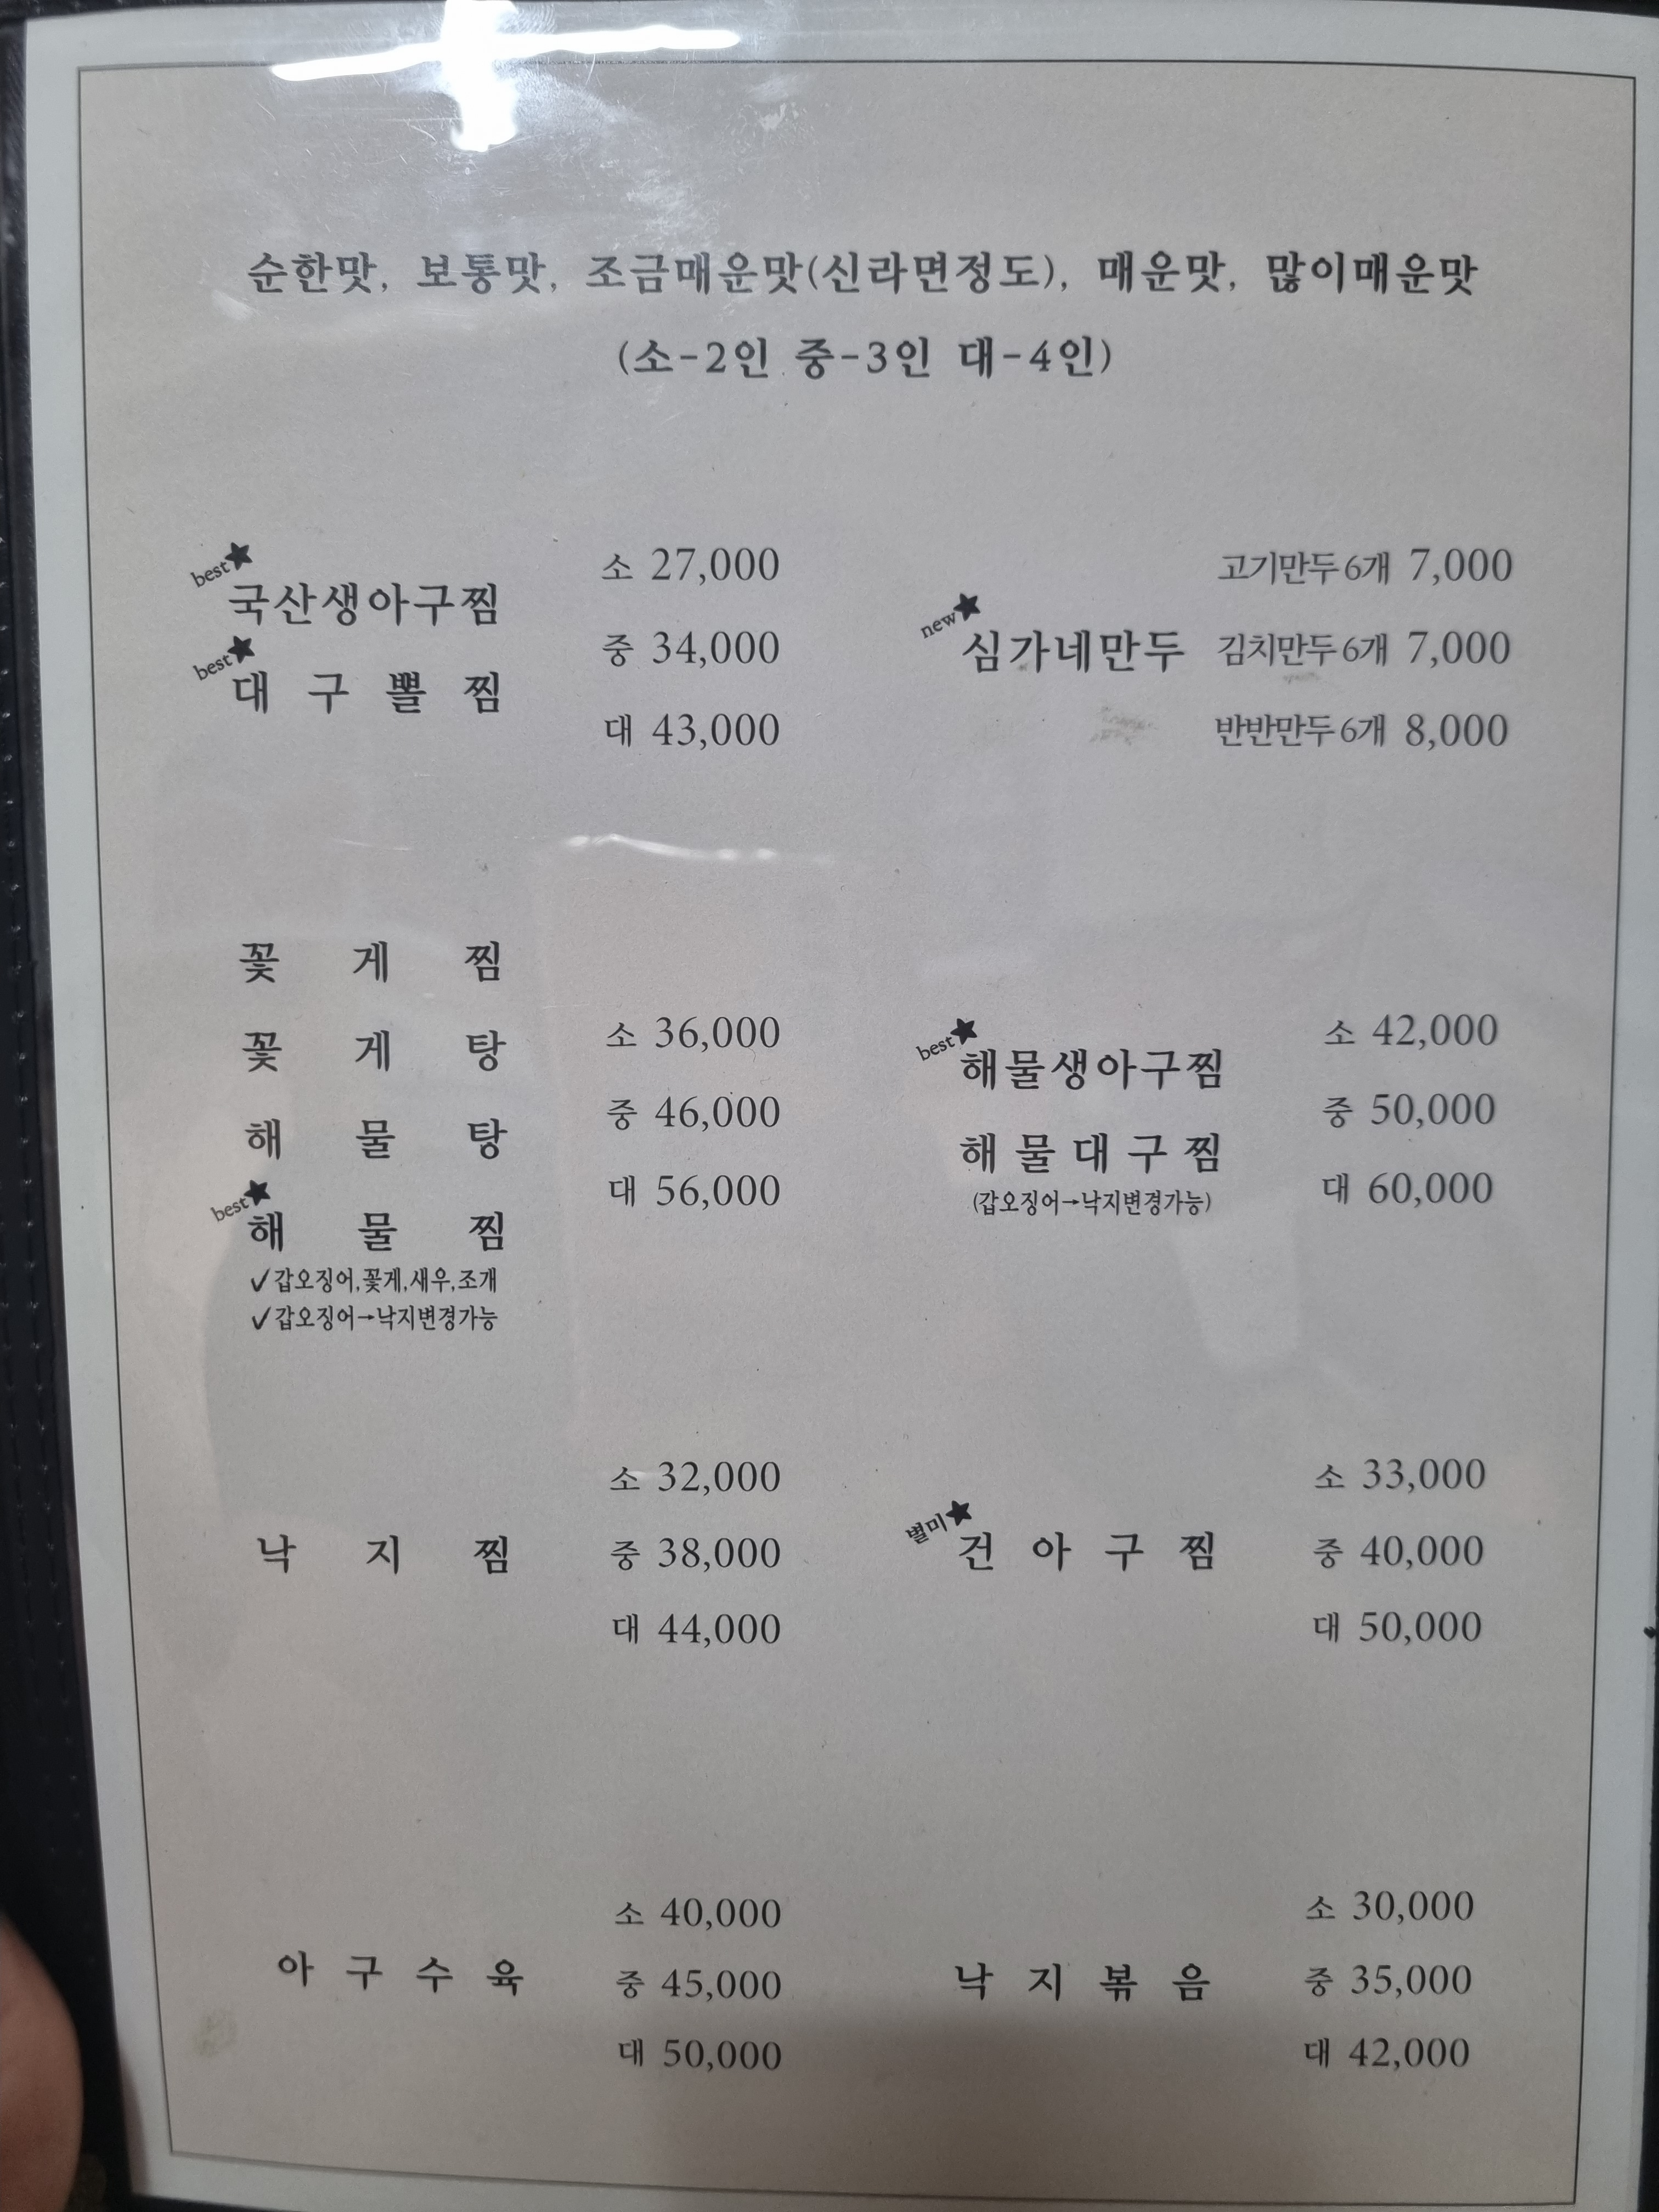 순한맛, 보통맛, 조금매운맛(신라면정도), 매운맛, 많이매운맛
(소-2인 중-3인 대-4인)
best★
국산생아구찜
best★
대 구 뽈 찜
소 27,000
중 34,000
대 43,000
new★
심가네만두
고기만두6개 7,000
김치만두6개 7,000
반반만두6개 8,000
꽃 게 찜
꽃 게 탕
해 물 탕
best★
해 물 찜
✓갑오징어,꽃게,새우,조개
✓갑오징어→낙지변경가능
소 36,000
중 46,000
대 56,000
best★
해물생아구찜
해 물 대 구 찜
(갑오징어→낙지변경가능)
소 42,000
중 50,000
대 60,000
낙 지 찜
소 32,000
중 38,000
대 44,000
별미★
건 아 구 찜
소 33,000
중 40,000
대 50,000
아 구 수 육
소 40,000
중 45,000
대 50,000
낙 지 볶 음
소 30,000
중 35,000
대 42,000